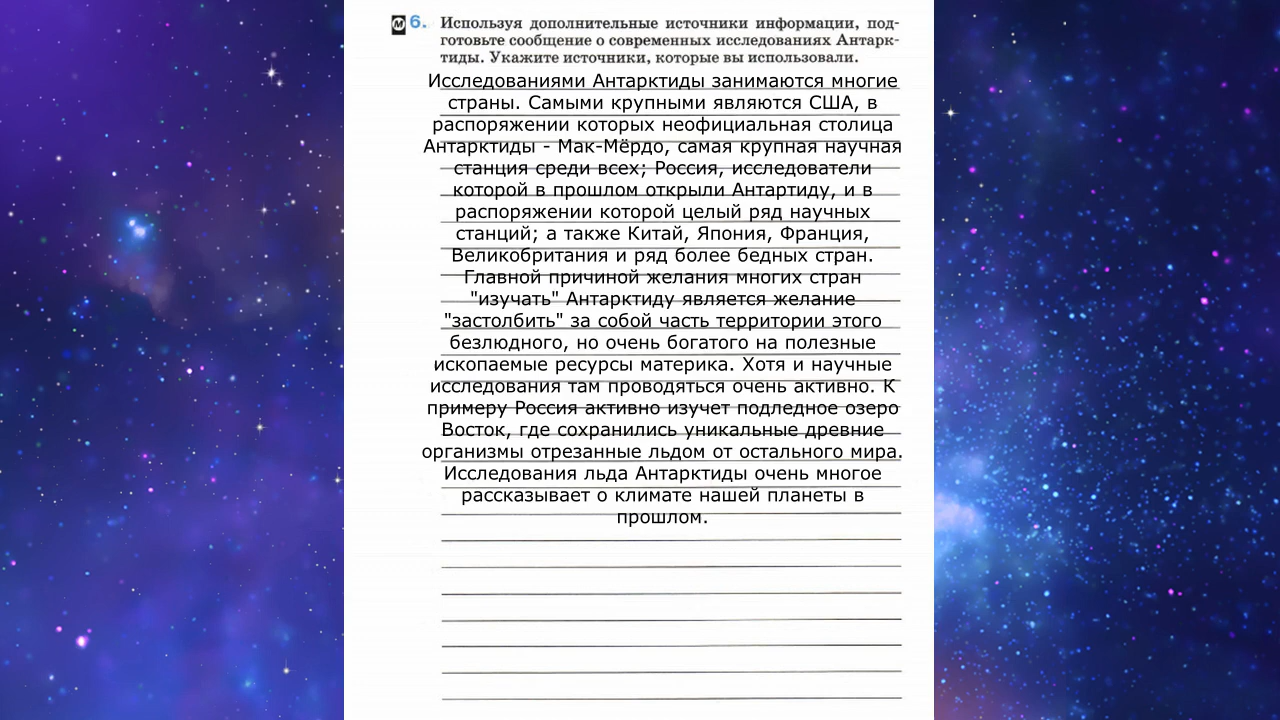 М 6. Используя дополнительные источники информации, под-
готовьте сообщение о современных исследованиях Антарк-
тиды. Укажите источники, которые вы использовали.
Исследованиями Антарктиды занимаются многие
страны. Самыми крупными являются США, в
распоряжении которых неофициальная столица
Антарктиды - Мак-Мёрдо, самая крупная научная
станция среди всех; Россия, исследователи
которой в прошлом открыли Антартиду, и в
распоряжении которой целый ряд научных
станций; а также Китай, Япония, Франция,
Великобритания и ряд более бедных стран.
Главной причиной желания многих стран
"изучать" Антарктиду является желание
"застолбить" за собой часть территории этого
безлюдного, но очень богатого на полезные
ископаемые ресурсы материка. Хотя и научные
исследования там проводяться очень активно. К
примеру Россия активно изучет подледное озеро
Восток, где сохранились уникальные древние
организмы отрезанные льдом от остального мира.
Исследования льда Антарктиды очень многое
рассказывает о климате нашей планеты в
прошлом.